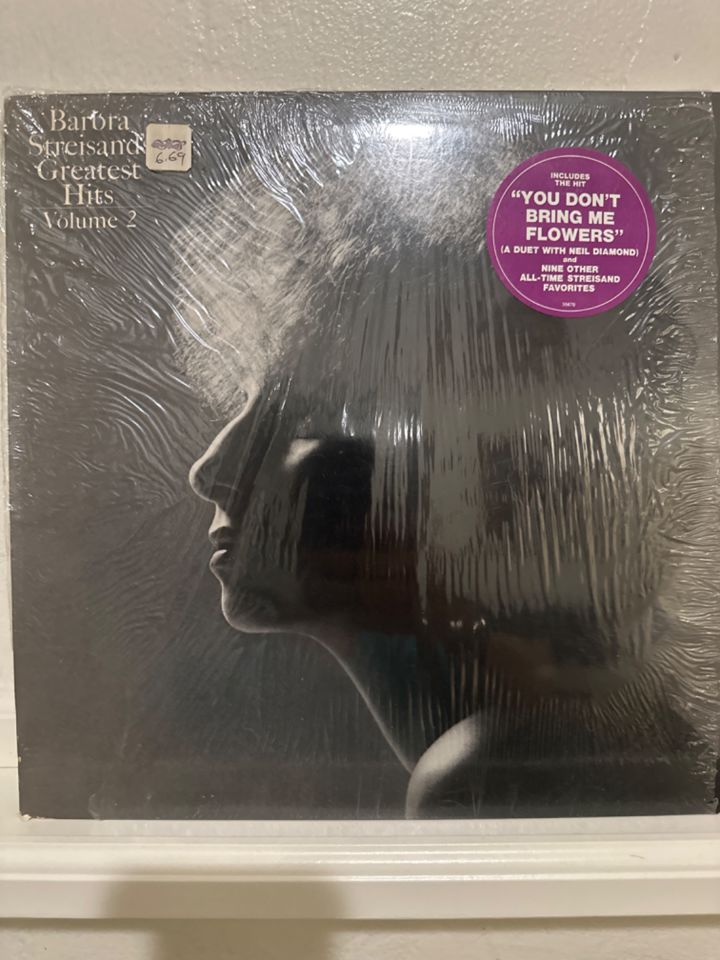 Barbra
Streisand
Greatest
Hits
Volume 2
6.69
INCLUDES
THE HIT
“YOU DON’T
BRING ME
FLOWERS”
(A DUET WITH NEIL DIAMOND)
and
NINE OTHER
ALL-TIME STREISAND
FAVORITES